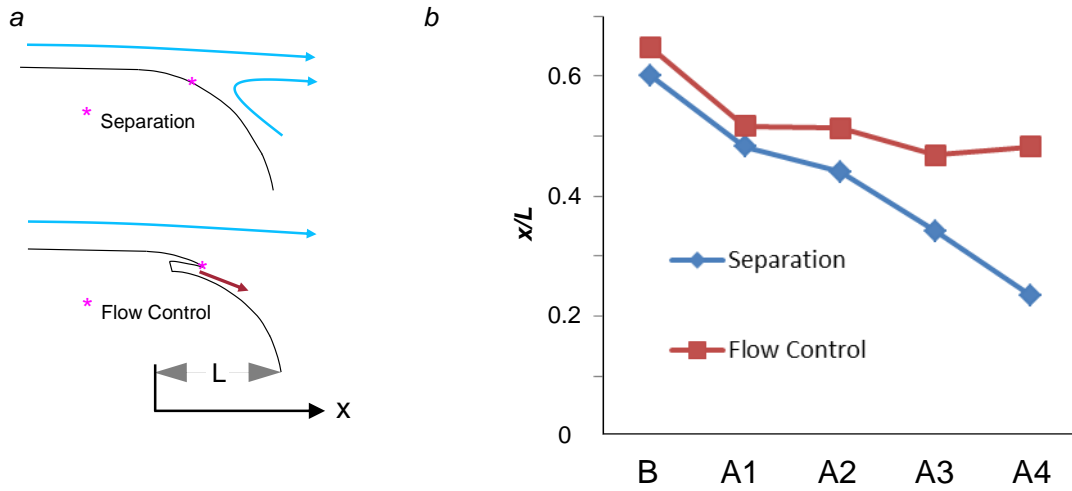 a
* Separation
* Flow Control
L
x
b
x/L
0.6
0.4
0.2
0
Separation
Flow Control
B A1 A2 A3 A4